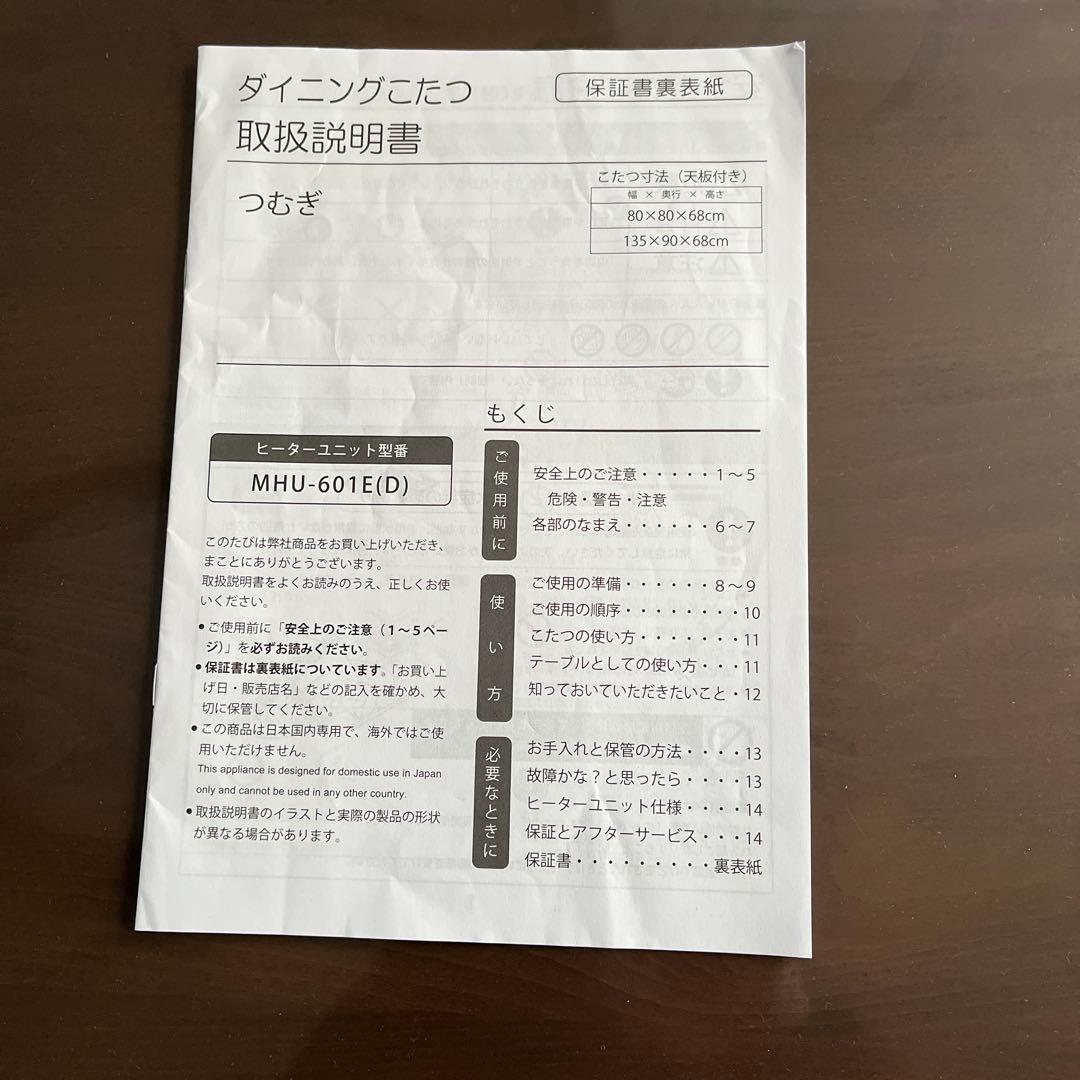 ダイニングこたつ
保証書裏表紙
取扱説明書
つむぎ
こたつ寸法（天板付き）
幅 × 奥行 × 高さ
80×80×68cm
135×90×68cm
ヒーターユニット型番
MHU-601E(D)
このたびは弊社商品をお買い上げいただき、
まことにありがとうございます。
取扱説明書をよくお読みのうえ、正しくお使
いください。
●ご使用前に「安全上のご注意（１〜５ペー
ジ）」を必ずお読みください。
●保証書は裏表紙についています。「お買い上
げ日・販売店名」などの記入を確かめ、大
切に保管してください。
●この商品は日本国内専用で、海外ではご使
用いただけません。
This appliance is designed for domestic use in Japan
only and cannot be used in any other country.
●取扱説明書のイラストと実際の製品の形状
が異なる場合があります。
もくじ
ご使用前に
安全上のご注意・・・・・１〜５
危険・警告・注意
各部のなまえ・・・・・・６〜７
使い方
ご使用の準備・・・・・・８〜９
ご使用の順序・・・・・・・・10
こたつの使い方・・・・・・・11
テーブルとしての使い方・・・11
知っておいていただきたいこと・12
必要なときに
お手入れと保管の方法・・・・13
故障かな？と思ったら・・・・13
ヒーターユニット仕様・・・・14
保証とアフターサービス・・・14
保証書・・・・・・・・・裏表紙